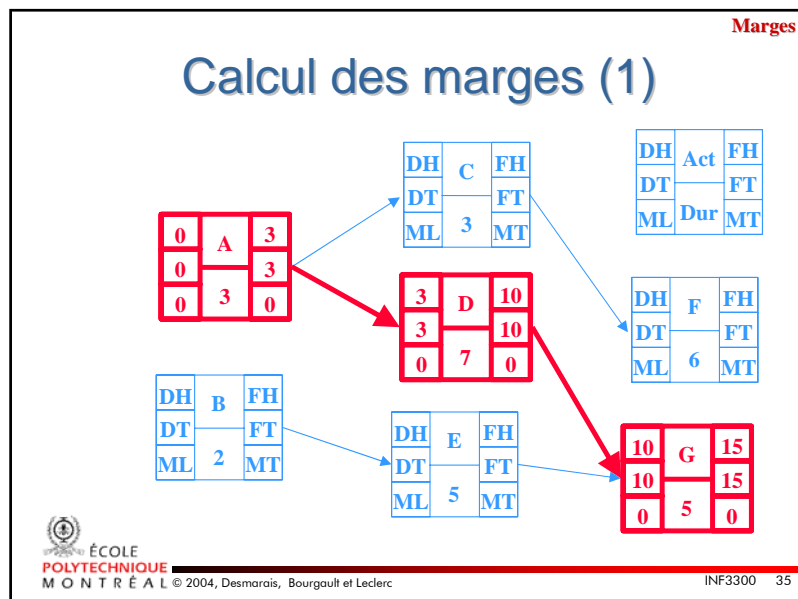 Marges
Calcul des marges (1)
DH C FH
DT FT
ML 3 MT
DH Act FH
DT FT
ML Dur MT
0 A 3
0 3
0 3 0
3 D 10
3 10
0 7 0
DH F FH
DT FT
ML 6 MT
DH B FH
DT FT
ML 2 MT
DH E FH
DT FT
ML 5 MT
10 G 15
10 15
0 5 0
ÉCOLE
POLYTECHNIQUE
MONTRÉAL © 2004, Desmarais, Bourgault et Leclerc
INF3300 35